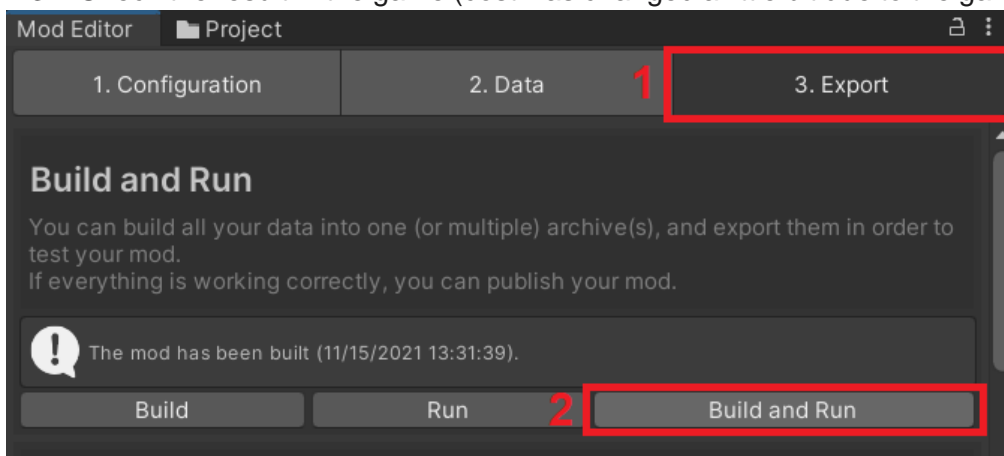 Mod Editor Project
1. Configuration 2. Data 1 3. Export
Build and Run
You can build all your data into one (or multiple) archive(s), and export them in order to
test your mod.
If everything is working correctly, you can publish your mod.
! The mod has been built (11/15/2021 13:31:39).
Build Run 2 Build and Run